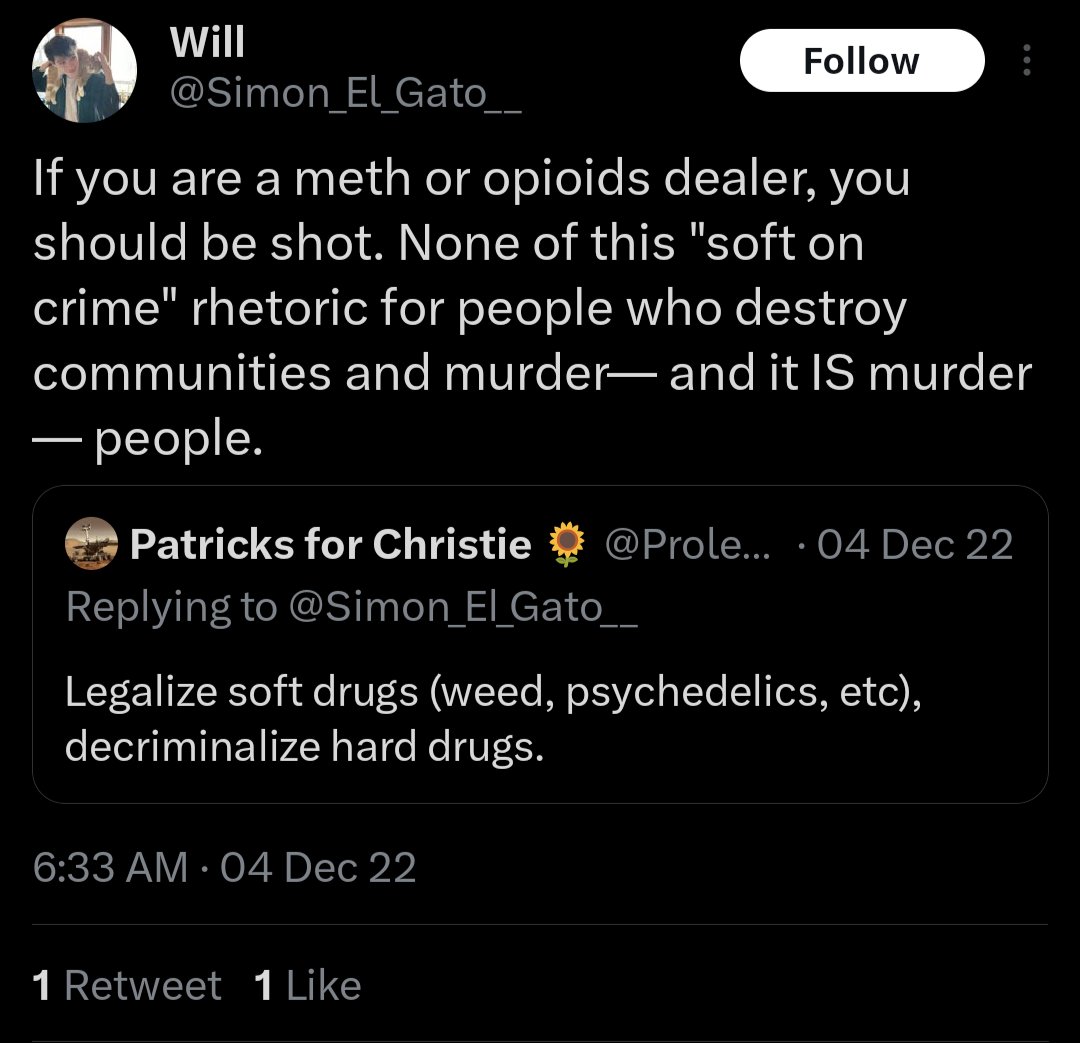 Will
@Simon_El_Gato__
Follow
If you are a meth or opioids dealer, you
should be shot. None of this "soft on
crime" rhetoric for people who destroy
communities and murder— and it IS murder
— people.
Patricks for Christie 🌻 @Prole... · 04 Dec 22
Replying to @Simon_El_Gato__
Legalize soft drugs (weed, psychedelics, etc),
decriminalize hard drugs.
6:33 AM · 04 Dec 22
1 Retweet 1 Like